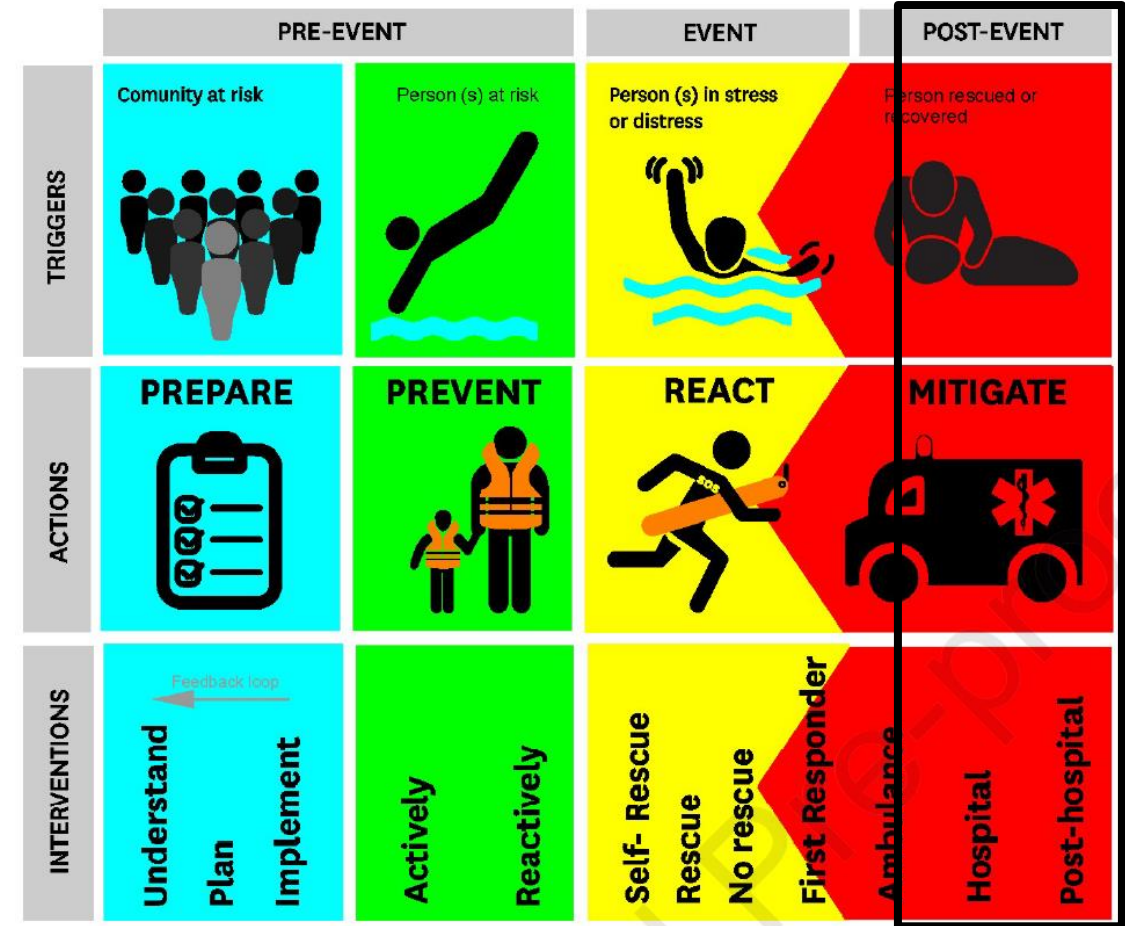 PRE-EVENT
EVENT
POST-EVENT
TRIGGERS
Comunity at risk
Person (s) at risk
Person (s) in stress
or distress
Person rescued or
recovered
ACTIONS
PREPARE
PREVENT
REACT
SOS
MITIGATE
INTERVENTIONS
Feedback loop
Understand
Plan
Implement
Actively
Reactively
Self- Rescue
Rescue
No rescue
First Responder
Ambulance
Hospital
Post-hospital